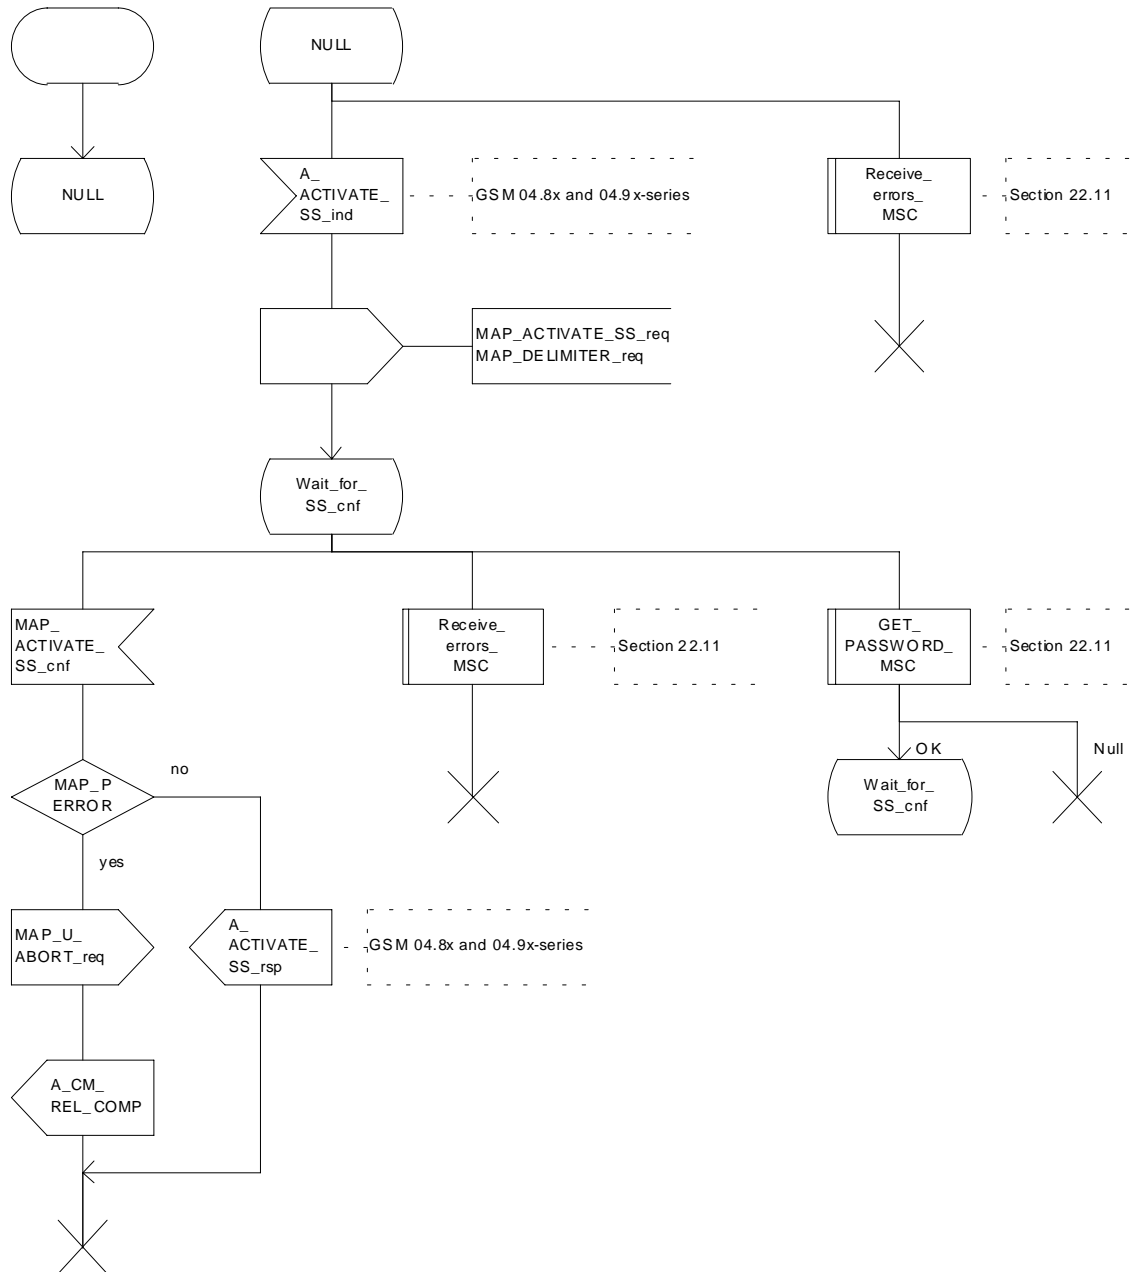 NULL
NULL
A_
ACTIVATE_
SS_ind
GSM 04.8x and 04.9x-series
Receive_
errors_
MSC
Section 22.11
MAP_ACTIVATE_SS_req
MAP_DELIMITER_req
Wait_for_
SS_cnf
MAP_
ACTIVATE_
SS_cnf
Receive_
errors_
MSC
Section 22.11
GET_
PASSWORD_
MSC
Section 22.11
OK
Null
Wait_for_
SS_cnf
MAP_P
ERROR
no
yes
MAP_U_
ABORT_req
A_
ACTIVATE_
SS_rsp
GSM 04.8x and 04.9x-series
A_CM_
REL_COMP